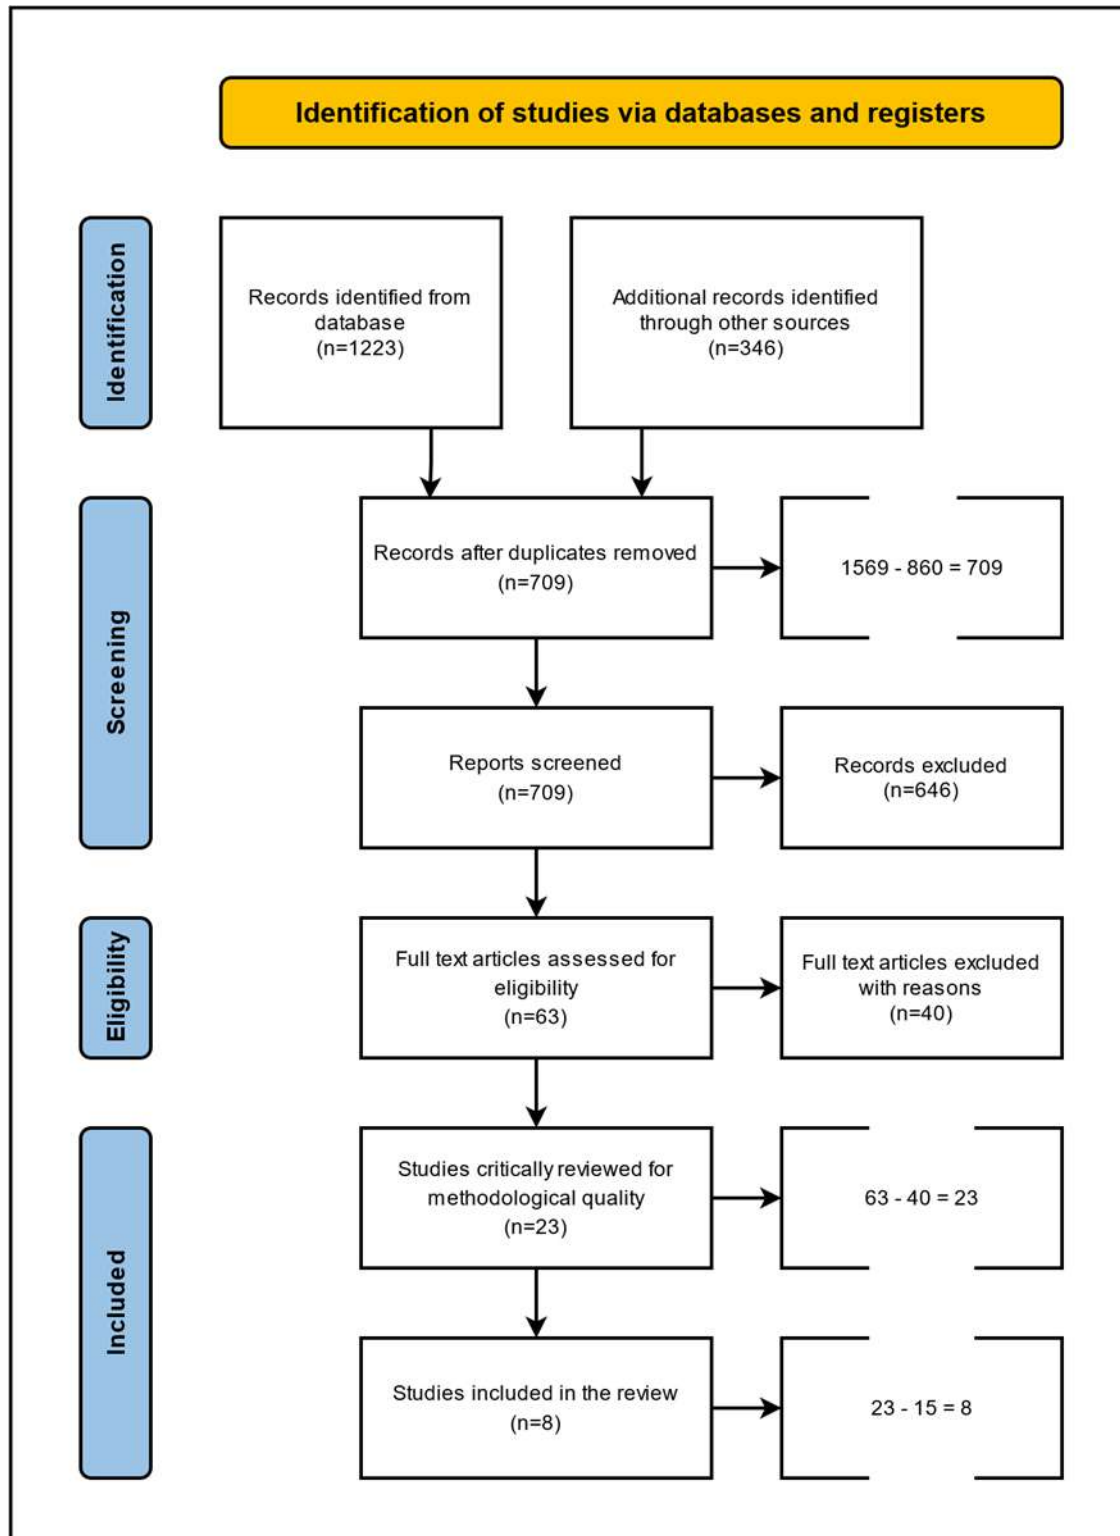 Identification of studies via databases and registers
Identification
Records identified from
database
(n=1223)
Additional records identified
through other sources
(n=346)
Screening
Records after duplicates removed
(n=709)
1569 - 860 = 709
Reports screened
(n=709)
Records excluded
(n=646)
Eligibility
Full text articles assessed for
eligibility
(n=63)
Full text articles excluded
with reasons
(n=40)
Included
Studies critically reviewed for
methodological quality
(n=23)
63 - 40 = 23
Studies included in the review
(n=8)
23 - 15 = 8